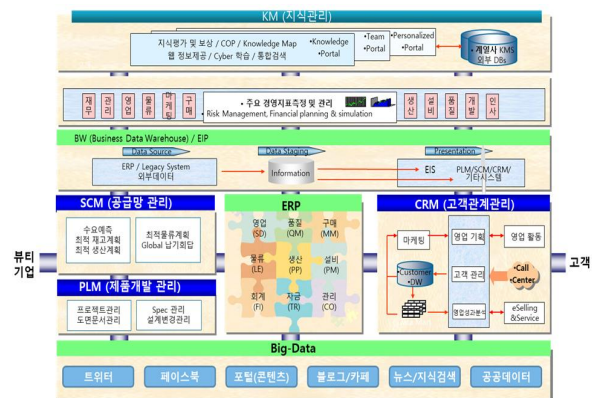 KM (지식관리)
지식평가 및 보상 / COP / Knowledge Map
웹 정보제공 / Cyber 학습 / 통합검색
•Knowledge
•Portal
•Team
•Portal
•Personalized
•Portal
• 계일사 KMS
외부 DBs
재무
관리
영업
물류
마케팅
구매
• 주요 경영지표측정 및 관리
• Risk Management, Financial planning & simulation
생산
설비
품질
개발
인사
BW (Business Data Warehouse) / EIP
Data Source
Data Staging
Presentation
ERP / Legacy System
외부데이터
Information
EIS
PLM/SCM/CRM/
기타시스템
SCM (공급망 관리)
수요예측
최적 재고계획
최적 생산계획
최적물류계획
Global 납기회답
PLM (제품개발 관리)
프로젝트관리
도면문서관리
Spec 관리
설계변경관리
ERP
영업
(SD)
품질
(QM)
구매
(MM)
물류
(LE)
생산
(PP)
설비
(PM)
회계
(FI)
자금
(TR)
관리
(CO)
CRM (고객관계관리)
마케팅
영업 기획
영업 활동
•Customer
•DW
고객 관리
•Call
•Center
영업성과분석
eSelling
&Service
뷰티
기업
고객
Big-Data
트위터
페이스북
포털(콘텐츠)
블로그/카페
뉴스/지식검색
공공데이터